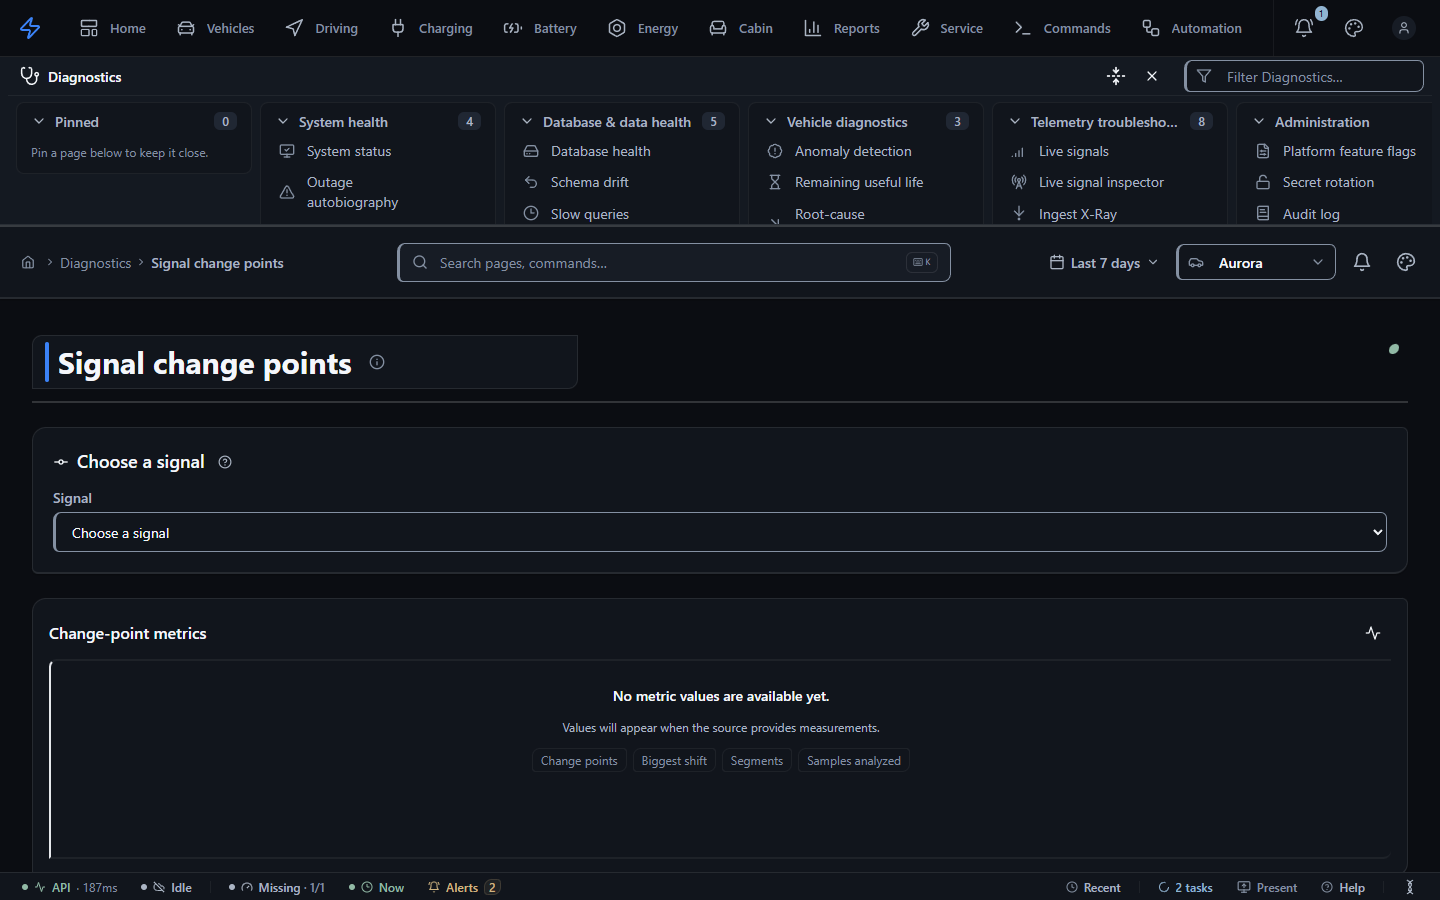 Home
Vehicles
Driving
Charging
Battery
Energy
Cabin
Reports
Service
Commands
Automation
1
Diagnostics
Filter Diagnostics...
Pinned 0
Pin a page below to keep it close.
System health 4
System status
Outage
autobiography
Database & data health 5
Database health
Schema drift
Slow queries
Vehicle diagnostics 3
Anomaly detection
Remaining useful life
Root-cause
Telemetry troublesho... 8
Live signals
Live signal inspector
Ingest X-Ray
Administration
Platform feature flags
Secret rotation
Audit log
Diagnostics
Signal change points
Search pages, commands...
K
Last 7 days
Aurora
Signal change points
Choose a signal
Signal
Choose a signal
Change-point metrics
No metric values are available yet.
Values will appear when the source provides measurements.
Change points
Biggest shift
Segments
Samples analyzed
API · 187ms
Idle
Missing · 1/1
Now
Alerts 2
Recent
2 tasks
Present
Help